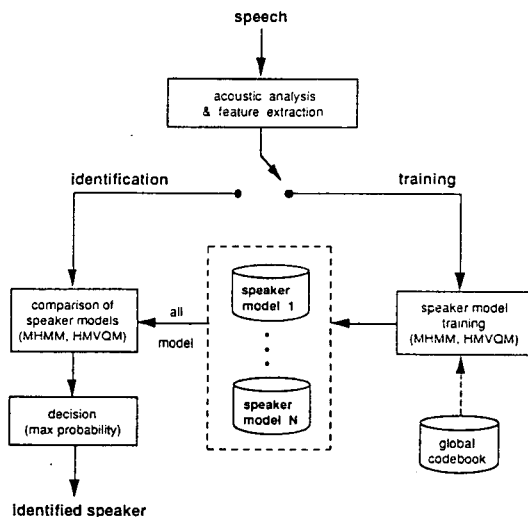 speech
acoustic analysis
& feature extraction
identification
training
comparison of
speaker models
(MHMM, HMVQM)
all
model
speaker
model 1
speaker
model N
speaker model
training
(MHMM, HMVQM)
decision
(max probability)
global
codebook
Identified speaker